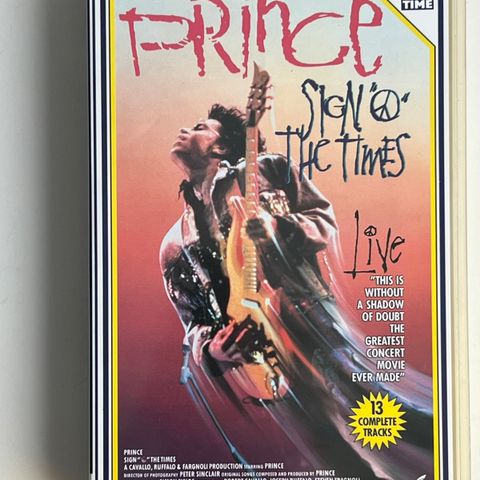 TIME
PRINCE
SIGN "☮"
THE TIMES
Live
"THIS IS
WITHOUT
A SHADOW
OF DOUBT
THE
GREATEST
CONCERT
MOVIE
EVER MADE"
13
COMPLETE
TRACKS
PRINCE
SIGN "☮" THE TIMES
A CAVALLO, RUFFALO & FARGNOLI PRODUCTION STARRING PRINCE
DIRECTOR OF PHOTOGRAPHY PETER SINCLAIR ORIGINAL SONGS COMPOSED AND PRODUCED BY PRINCE